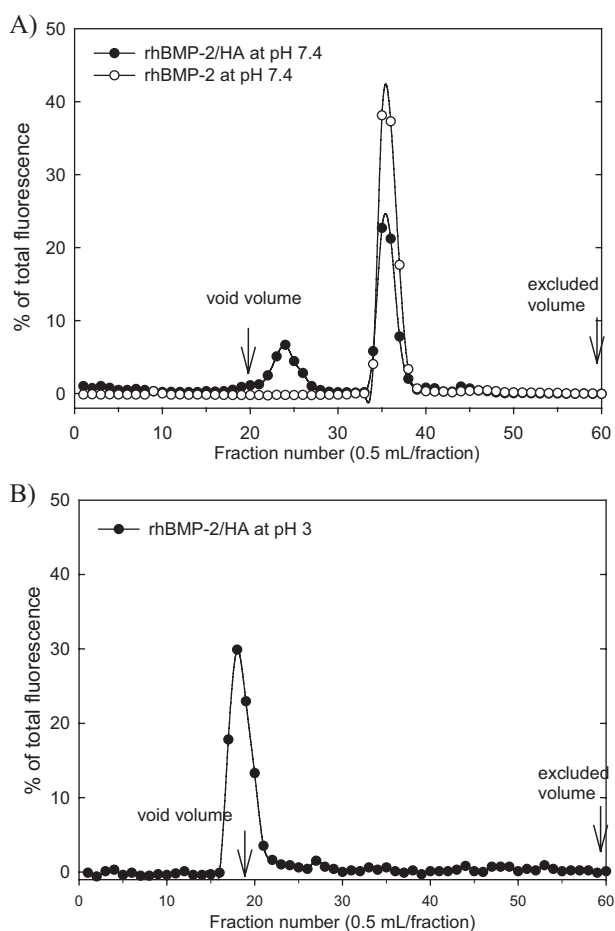 A)
50
40
30
20
10
0
% of total fluorescence
rhBMP-2/HA at pH 7.4
rhBMP-2 at pH 7.4
void volume
excluded
volume
0 10 20 30 40 50 60
Fraction number (0.5 mL/fraction)
B)
50
40
30
20
10
0
% of total fluorescence
rhBMP-2/HA at pH 3
void volume
excluded
volume
0 10 20 30 40 50 60
Fraction number (0.5 mL/fraction)